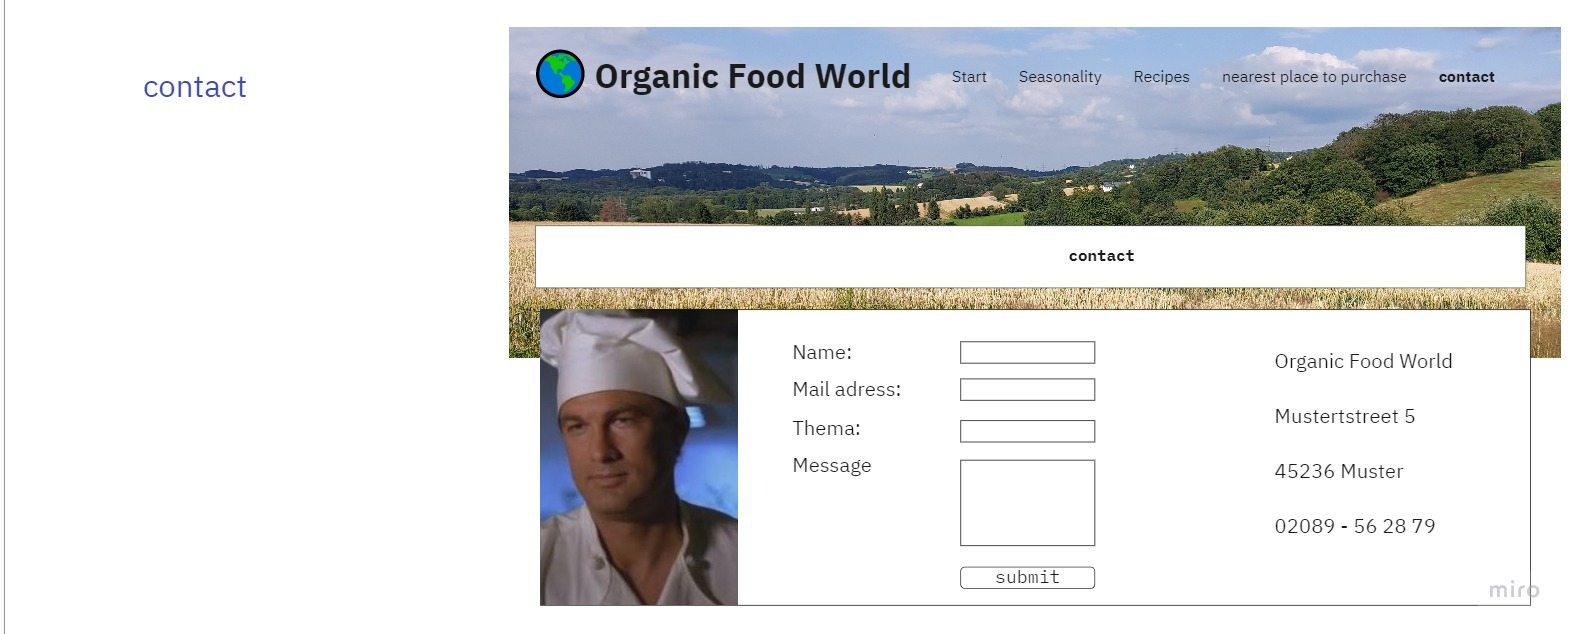 contact
Organic Food World
Start Seasonality Recipes nearest place to purchase contact
contact
Name:
Mail adress:
Thema:
Message
submit
Organic Food World
Mustertstreet 5
45236 Muster
02089 - 56 28 79
miro